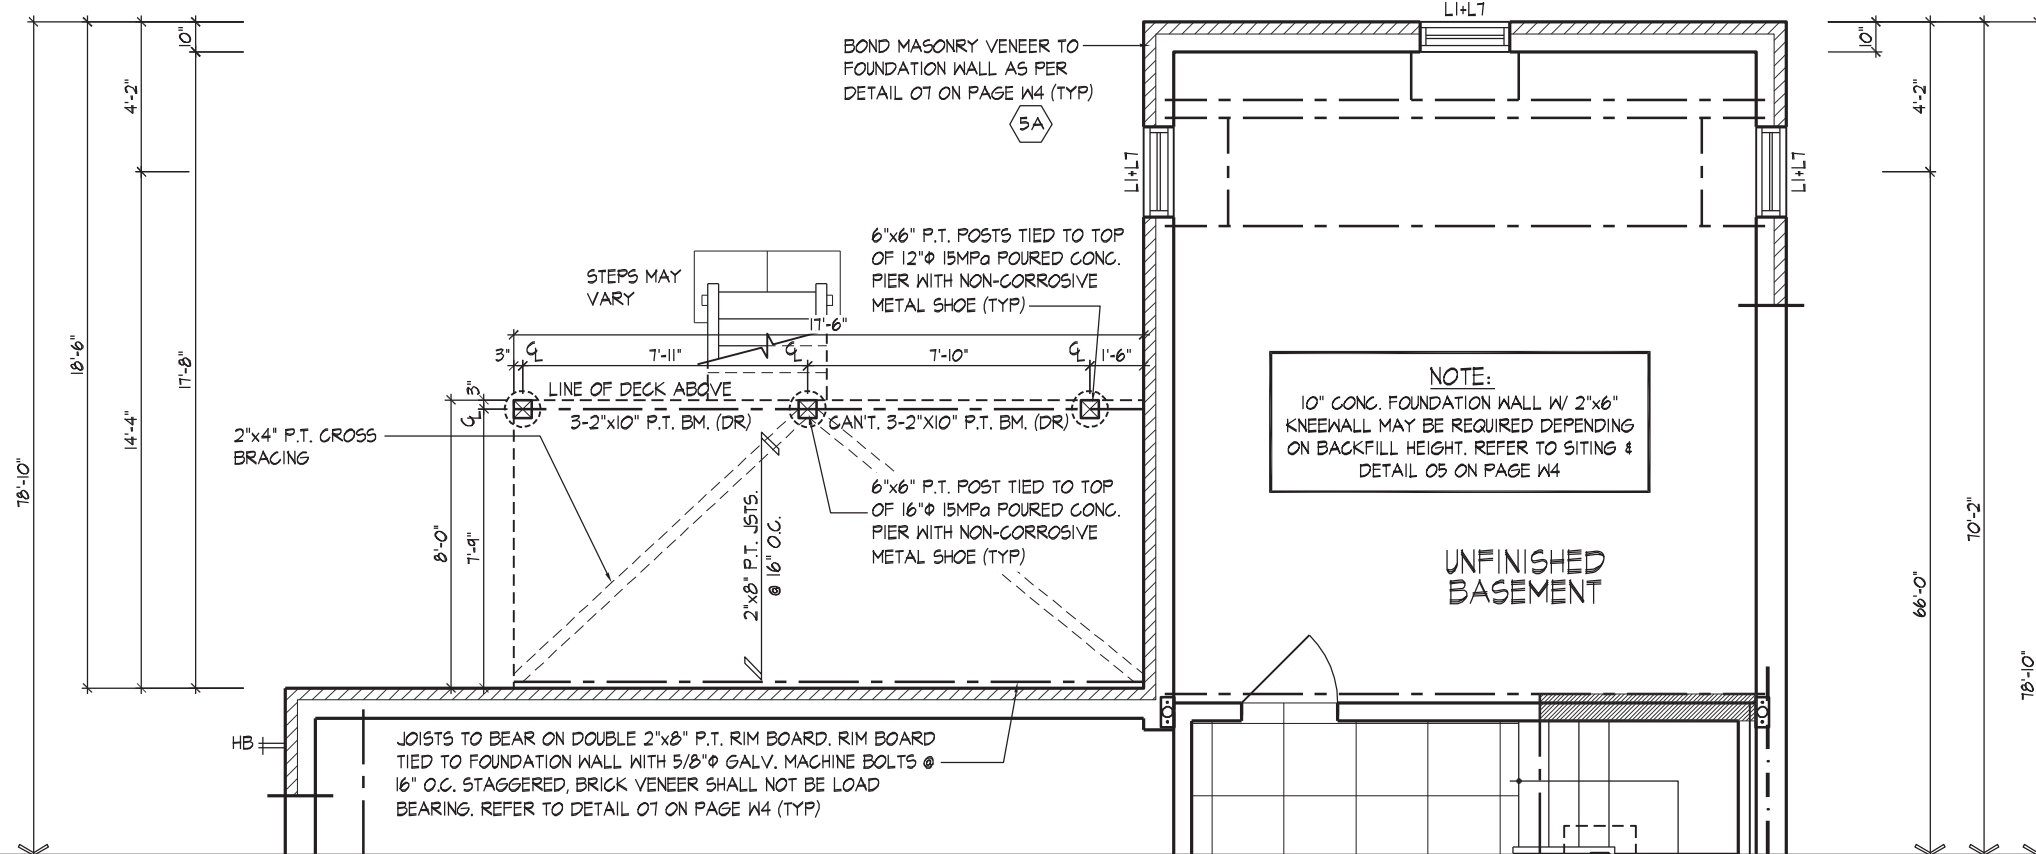 L1+L7
10"
10"
BOND MASONRY VENEER TO
FOUNDATION WALL AS PER
DETAIL 07 ON PAGE W4 (TYP)
5A
4'-2"
4'-2"
L1+L7
L1+L7
6"x6" P.T. POSTS TIED TO TOP
OF 12"Φ 15MPa POURED CONC.
PIER WITH NON-CORROSIVE
METAL SHOE (TYP)
STEPS MAY
VARY
17'-6"
3"
7'-11"
7'-10"
1'-6"
18'-6"
17'-8"
14'-4"
78'-10"
3"
LINE OF DECK ABOVE
3-2"x10" P.T. BM. (DR)
CAN'T. 3-2"X10" P.T. BM. (DR)
2"x4" P.T. CROSS
BRACING
8'-0"
7'-9"
2"x8" P.T. JSTS.
@ 16" O.C.
6"x6" P.T. POST TIED TO TOP
OF 16"Φ 15MPa POURED CONC.
PIER WITH NON-CORROSIVE
METAL SHOE (TYP)
NOTE:
10" CONC. FOUNDATION WALL W/ 2"x6"
KNEEWALL MAY BE REQUIRED DEPENDING
ON BACKFILL HEIGHT. REFER TO SITING &
DETAIL 05 ON PAGE W4
UNFINISHED
BASEMENT
70'-2"
66'-0"
78'-10"
HB
JOISTS TO BEAR ON DOUBLE 2"x8" P.T. RIM BOARD. RIM BOARD
TIED TO FOUNDATION WALL WITH 5/8"Φ GALV. MACHINE BOLTS @
16" O.C. STAGGERED, BRICK VENEER SHALL NOT BE LOAD
BEARING. REFER TO DETAIL 07 ON PAGE W4 (TYP)